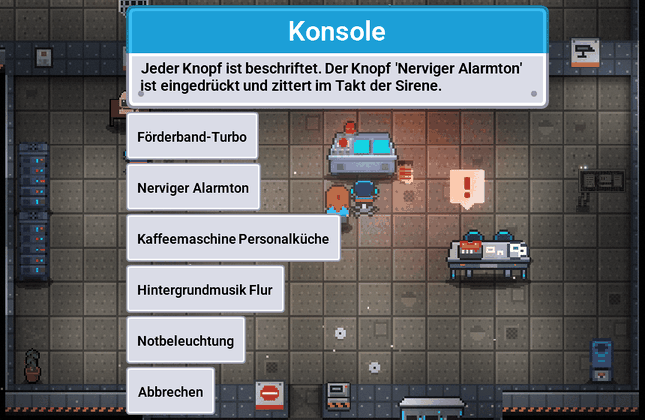 Konsole
Jeder Knopf ist beschriftet. Der Knopf 'Nerviger Alarmton'
ist eingedrückt und zittert im Takt der Sirene.
Förderband-Turbo
Nerviger Alarmton
Kaffeemaschine Personalküche
Hintergrundmusik Flur
Notbeleuchtung
Abbrechen
!